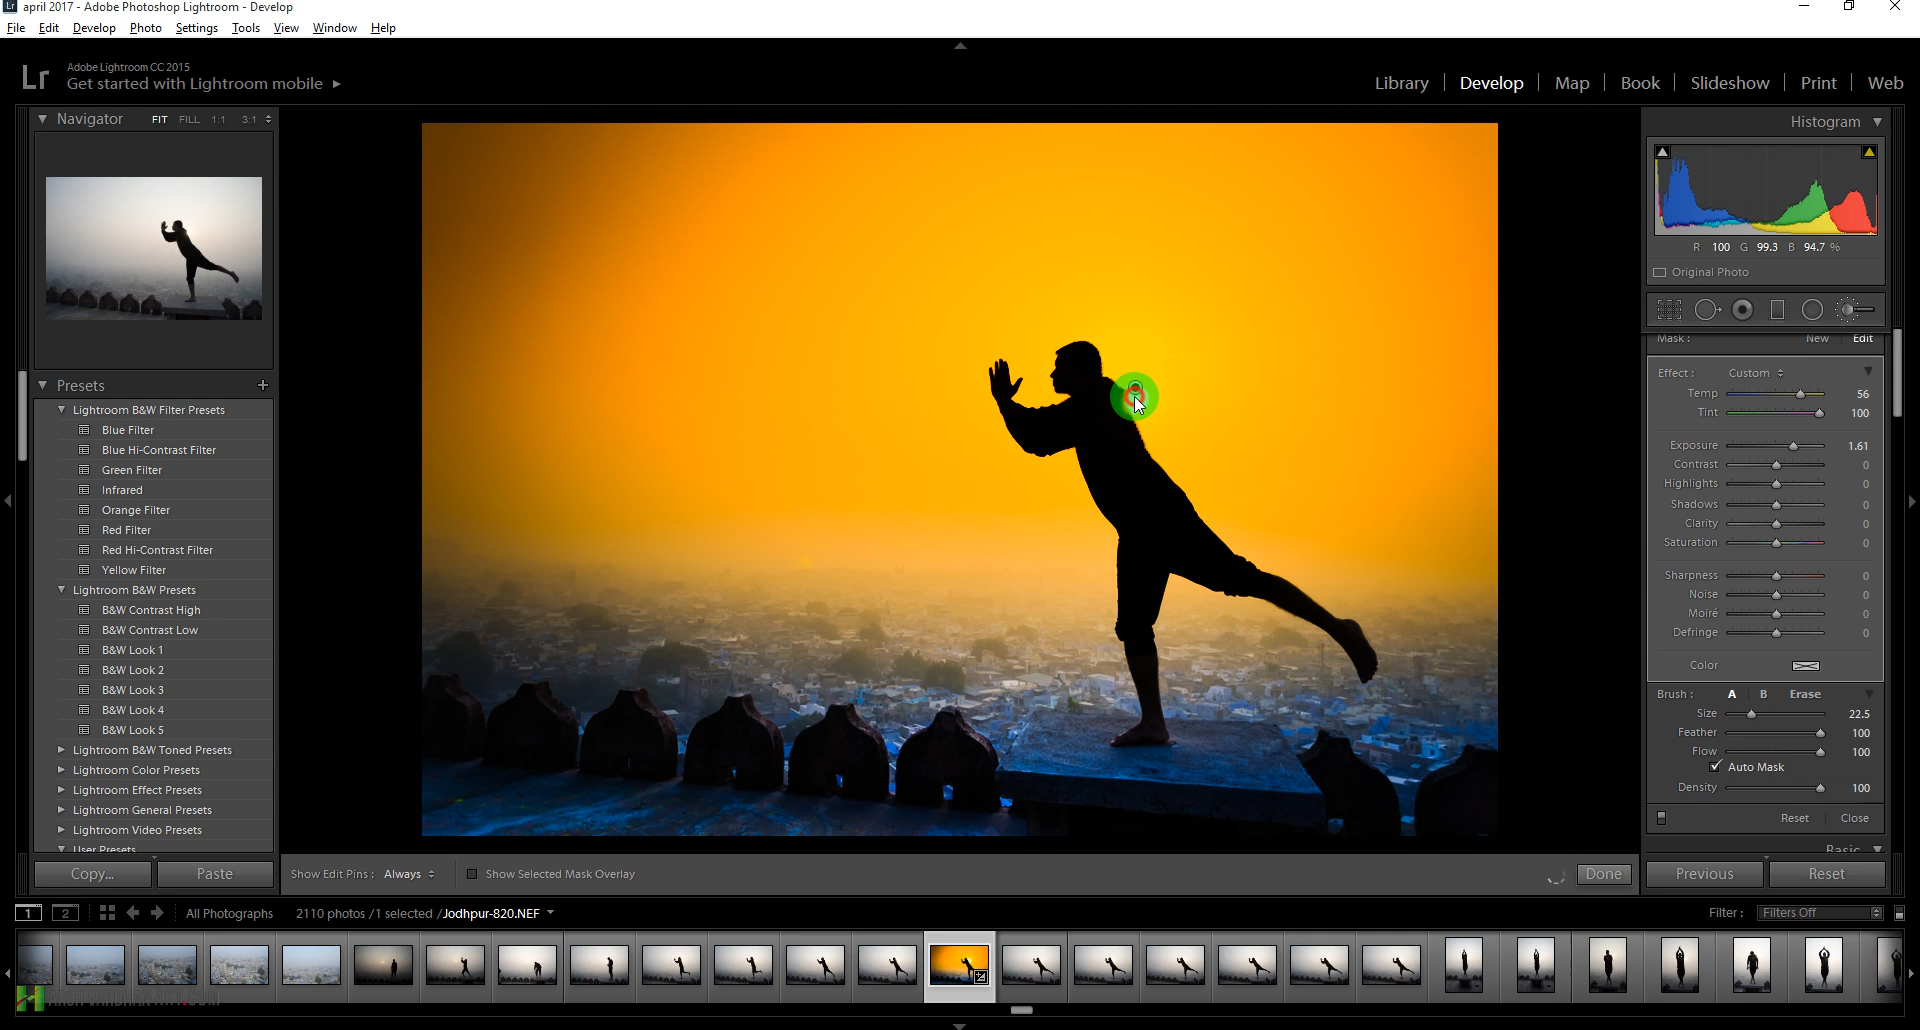 Lr april 2017 - Adobe Photoshop Lightroom - Develop
File Edit Develop Photo Settings Tools View Window Help
Lr Adobe Lightroom CC 2015
Get started with Lightroom mobile
Library Develop Map Book Slideshow Print Web
Navigator FIT FILL 1:1 3:1
Presets
Lightroom B&W Filter Presets
Blue Filter
Blue Hi-Contrast Filter
Green Filter
Infrared
Orange Filter
Red Filter
Red Hi-Contrast Filter
Yellow Filter
Lightroom B&W Presets
B&W Contrast High
B&W Contrast Low
B&W Look 1
B&W Look 2
B&W Look 3
B&W Look 4
B&W Look 5
Lightroom B&W Toned Presets
Lightroom Color Presets
Lightroom Effect Presets
Lightroom General Presets
Lightroom Video Presets
User Presets
Copy... Paste
Show Edit Pins : Always Show Selected Mask Overlay Done
Histogram
R 100 G 99.3 B 94.7 %
Original Photo
Mask : New Edit
Effect : Custom
Temp 56
Tint 100
Exposure 1.61
Contrast 0
Highlights 0
Shadows 0
Clarity 0
Saturation 0
Sharpness 0
Noise 0
Moiré 0
Defringe 0
Color
Brush : A B Erase
Size 22.5
Feather 100
Flow 100
Auto Mask
Density 100
Reset Close
Basic
Previous Reset
1 2 All Photographs 2110 photos /1 selected /Jodhpur-820.NEF Filter : Filters Off